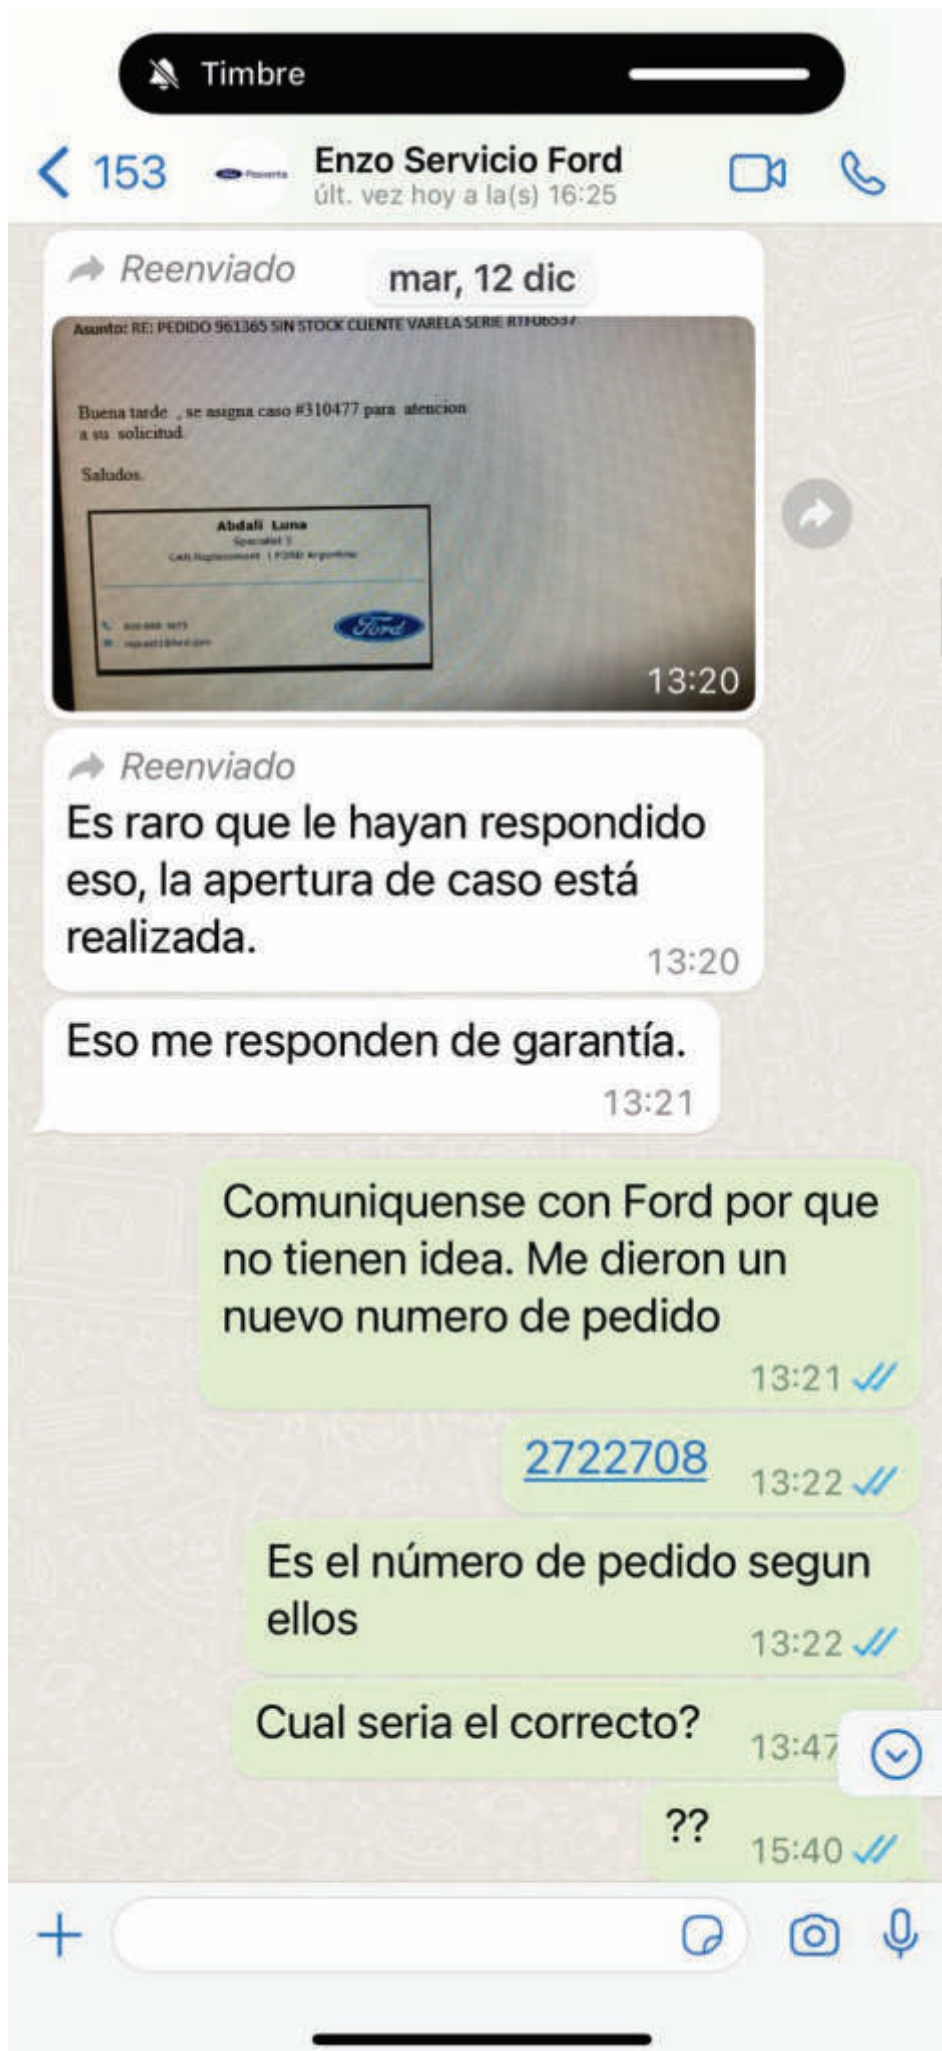 Timbre
153
Enzo Servicio Ford
últ. vez hoy a la(s) 16:25
Reenviado
mar, 12 dic
Asunto: RE: PEDIDO 961365 SIN STOCK CLIENTE VARELA SERIE RTF06537
Buena tarde , se asigna caso #310477 para atencion
a su solicitud.
Saludos.
Abdali Luna
Specialist
Ford
13:20
Reenviado
Es raro que le hayan respondido
eso, la apertura de caso está
realizada.
13:20
Eso me responden de garantía.
13:21
Comuniquense con Ford por que
no tienen idea. Me dieron un
nuevo numero de pedido
13:21
2722708
13:22
Es el número de pedido segun
ellos
13:22
Cual seria el correcto?
13:47
??
15:40